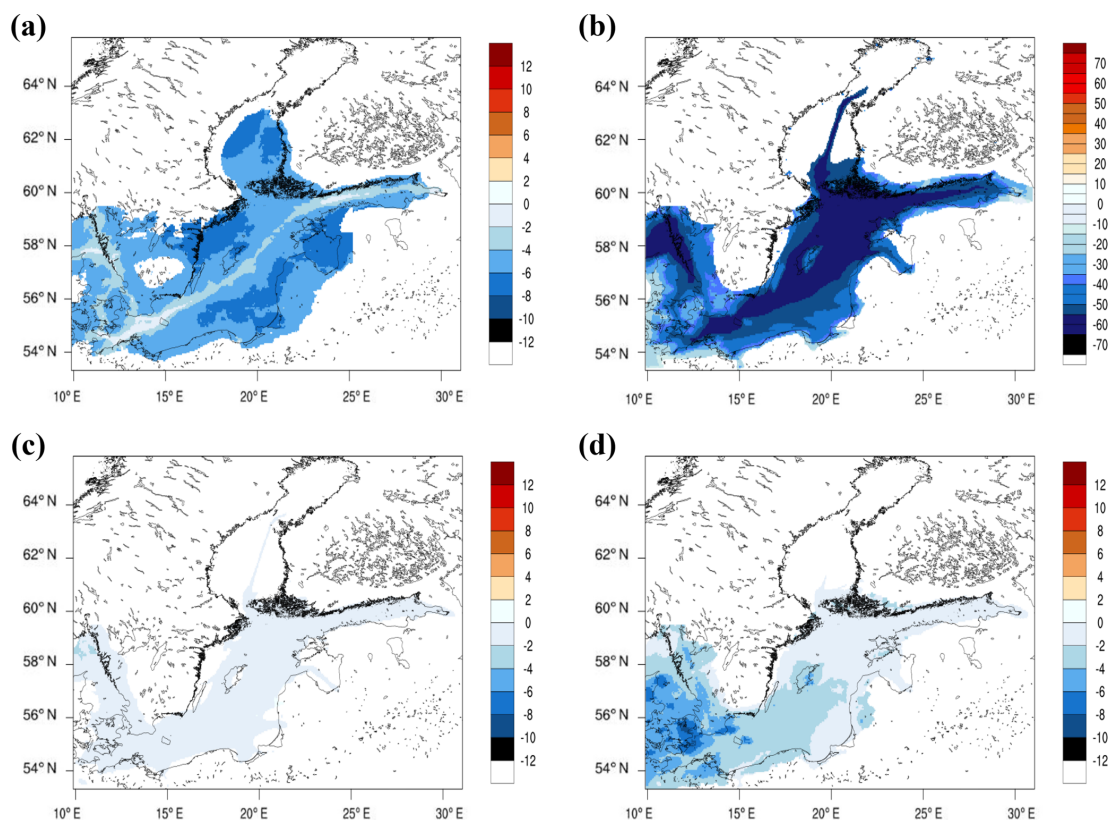 (a)
(b)
64° N
62° N
60° N
58° N
56° N
54° N
10° E
15° E
20° E
25° E
30° E
12
10
8
6
4
2
0
-2
-4
-6
-8
-10
-12
64° N
62° N
60° N
58° N
56° N
54° N
10° E
15° E
20° E
25° E
30° E
70
60
50
40
30
20
10
0
-10
-20
-30
-40
-50
-60
-70
(c)
(d)
64° N
62° N
60° N
58° N
56° N
54° N
10° E
15° E
20° E
25° E
30° E
12
10
8
6
4
2
0
-2
-4
-6
-8
-10
-12
64° N
62° N
60° N
58° N
56° N
54° N
10° E
15° E
20° E
25° E
30° E
12
10
8
6
4
2
0
-2
-4
-6
-8
-10
-12